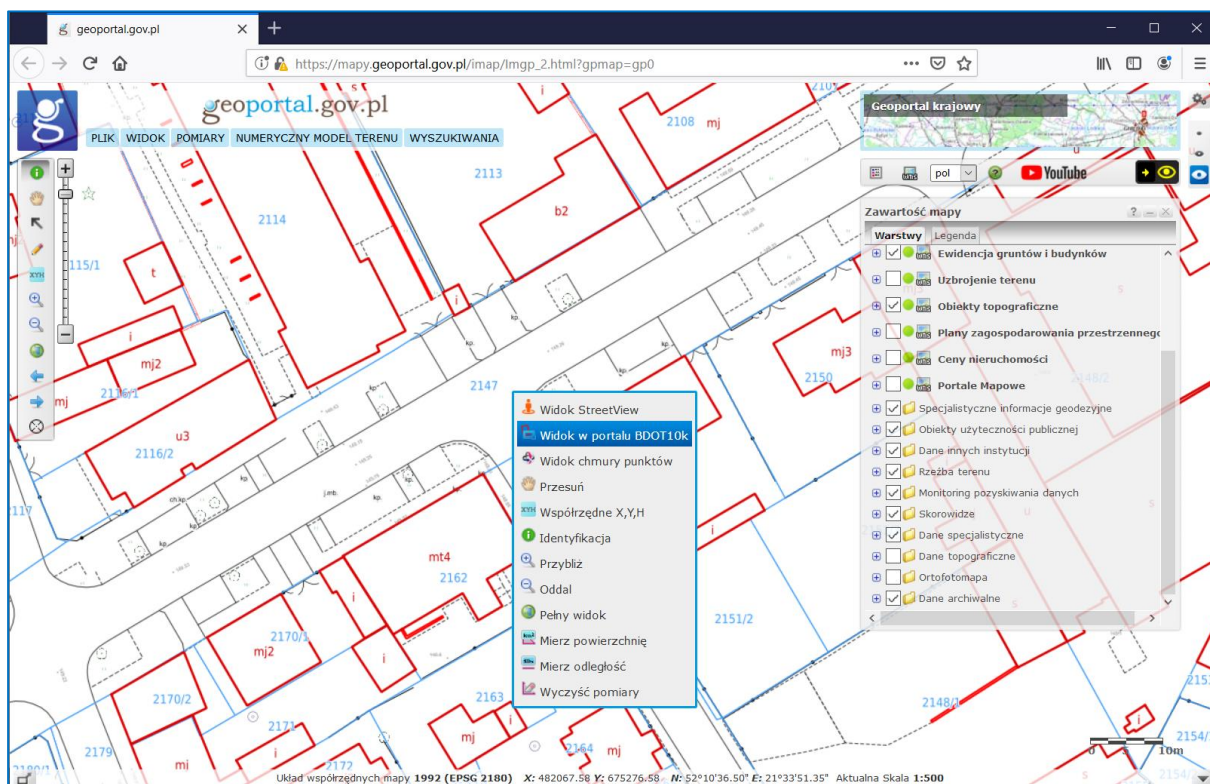 geoportal.gov.pl
https://mapy.geoportal.gov.pl/imap/Imgp_2.html?gpmap=gp0
geoportal.gov.pl
PLIK WIDOK POMIARY NUMERYCZNY MODEL TERENU WYSZUKIWANIA
Geoportal krajowy
pol
YouTube
Zawartość mapy
Warstwy
Legenda
Ewidencja gruntów i budynków
Uzbrojenie terenu
Obiekty topograficzne
Plany zagospodarowania przestrzennego
Ceny nieruchomości
Portale Mapowe
Specjalistyczne informacje geodezyjne
Obiekty użyteczności publicznej
Dane innych instytucji
Rzeźba terenu
Monitoring pozyskiwania danych
Skorowidze
Dane specjalistyczne
Dane topograficzne
Ortofotomapa
Dane archiwalne
Widok StreetView
Widok w portalu BDOT10k
Widok chmury punktów
Przesuń
XYH Współrzędne X,Y,H
Identyfikacja
Przybliż
Oddal
Pełny widok
Mierz powierzchnię
Mierz odległość
Wyczyść pomiary
XYH
2108 mj
2113
b2
2114
115/1
t
i
mj2
2116/1
mj
u3
2116/2
2117
2147
mj3
2150
mt4
2162
2170/1
mj2
i
2151/2
2148/2
2170/2
2171
2163
2148/1
2179
mi
2172
mj
i
2164 mj
2154/
0 5 10m
Układ współrzędnych mapy 1992 (EPSG 2180) X: 482067.58 Y: 675276.58 N: 52°10'36.50" E: 21°33'51.35" Aktualna Skala 1:500